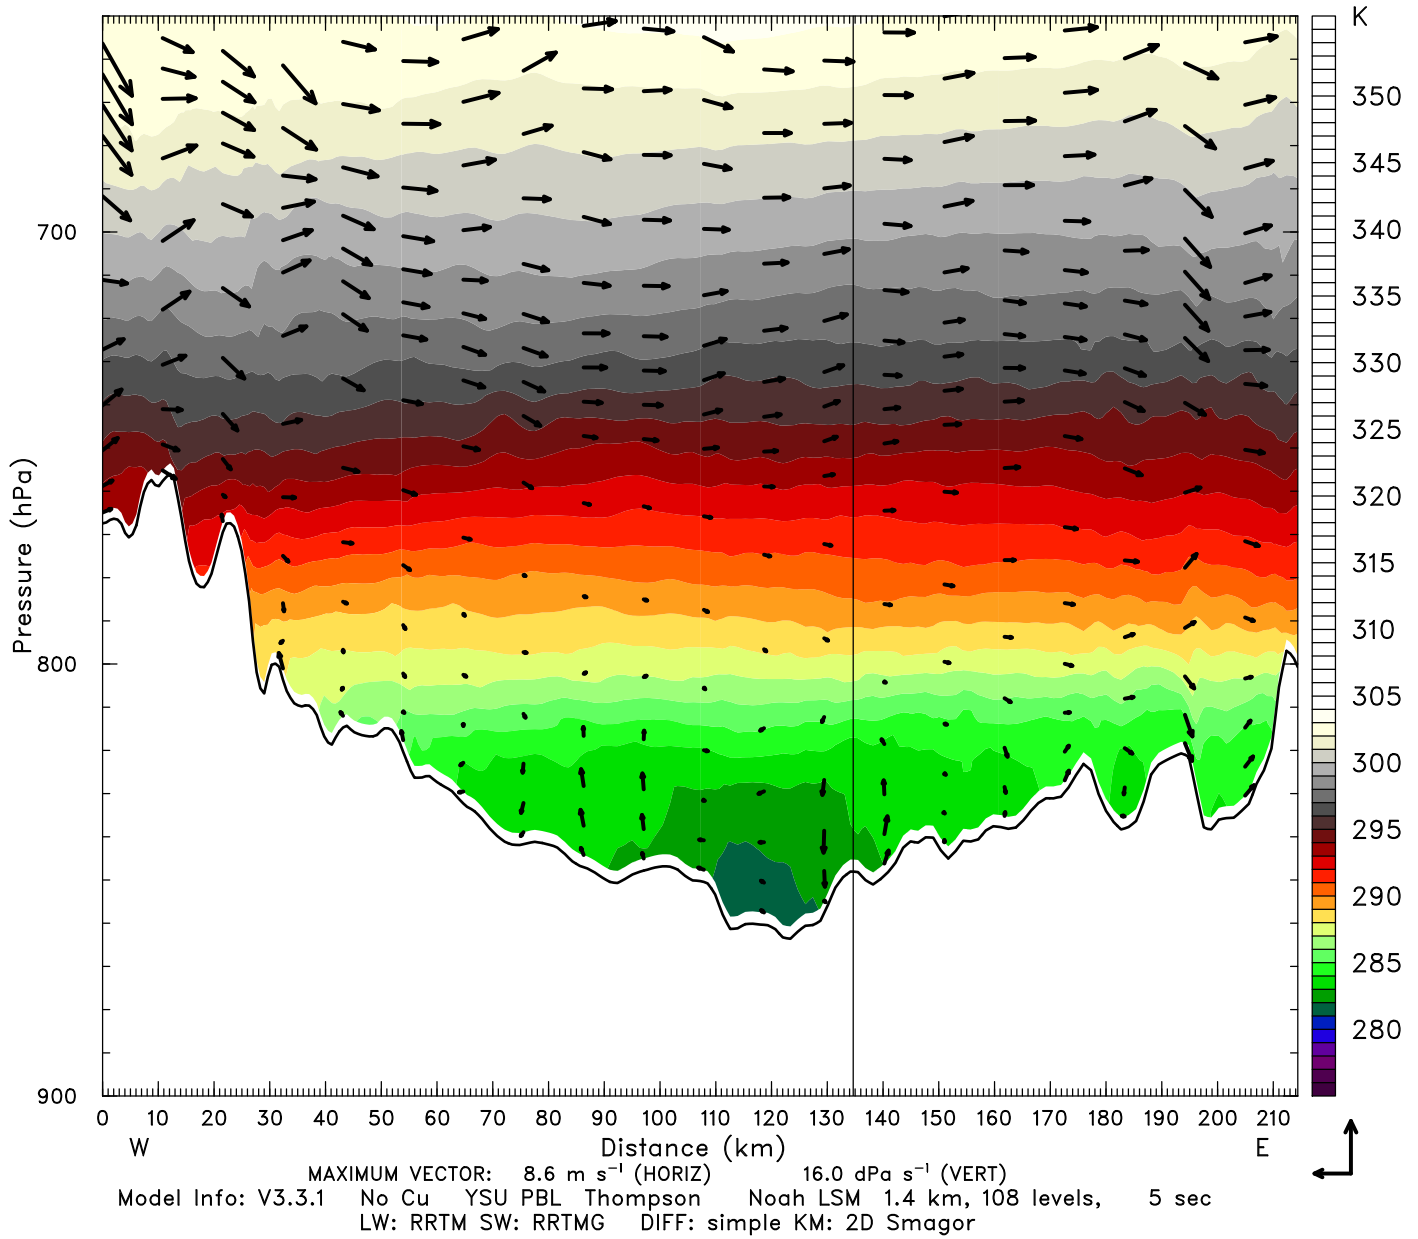 K
350
345
340
335
330
325
320
315
310
305
300
295
290
285
280
Pressure (hPa)
700
800
900
0 10 20 30 40 50 60 70 80 90 100 110 120 130 140 150 160 170 180 190 200 210
W Distance (km) E
MAXIMUM VECTOR: 8.6 m s⁻¹ (HORIZ) 16.0 dPa s⁻¹ (VERT)
Model Info: V3.3.1 No Cu YSU PBL Thompson Noah LSM 1.4 km, 108 levels, 5 sec
LW: RRTM SW: RRTMG DIFF: simple KM: 2D Smagor